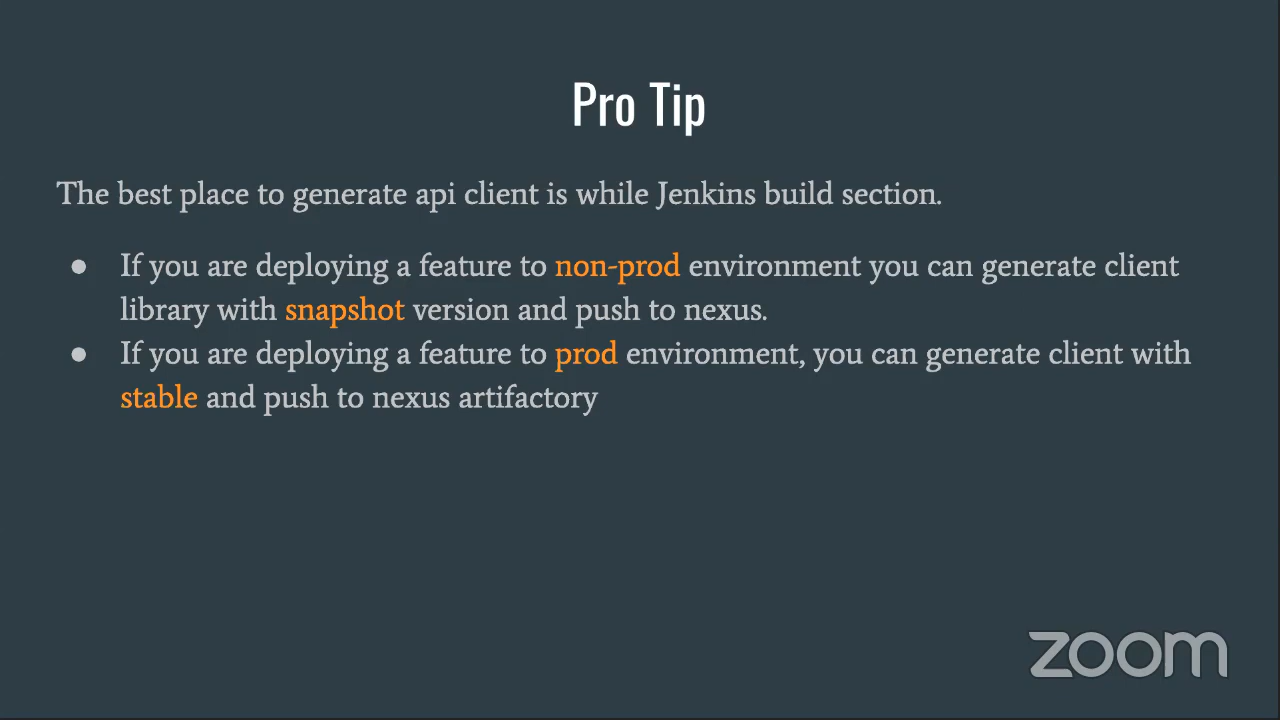 Pro Tip
The best place to generate api client is while Jenkins build section.
● If you are deploying a feature to non-prod environment you can generate client
library with snapshot version and push to nexus.
● If you are deploying a feature to prod environment, you can generate client with
stable and push to nexus artifactory
zoom